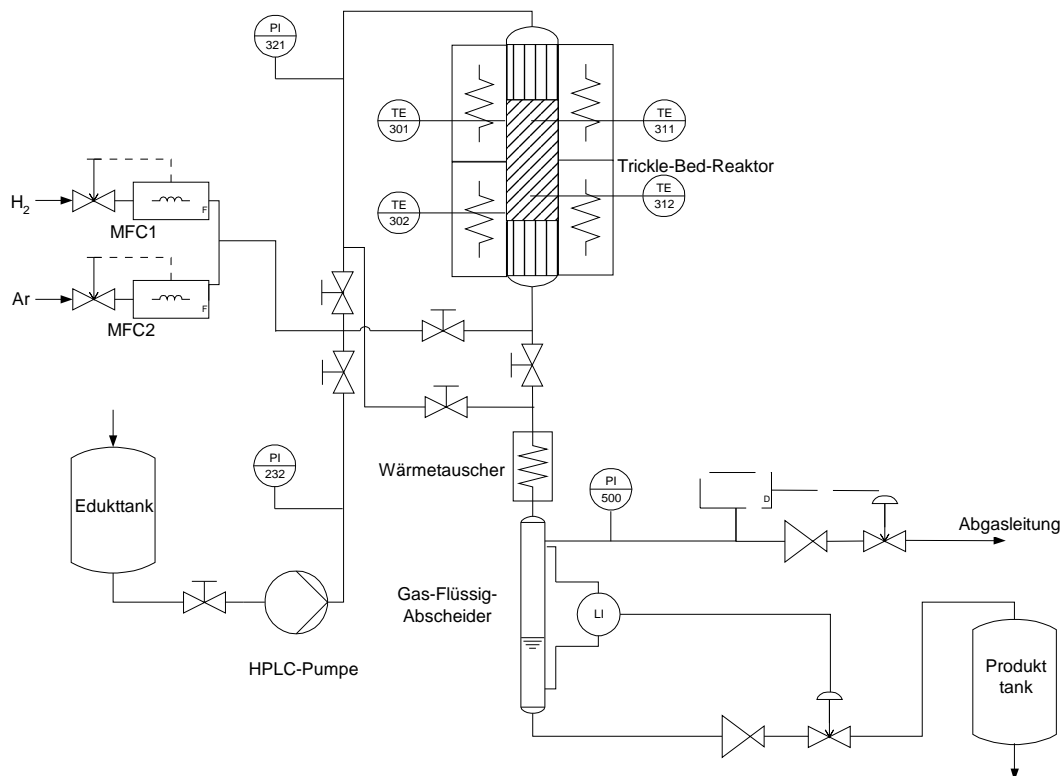 PI
321
TE
301
TE
311
Trickle-Bed-Reaktor
TE
302
TE
312
H2
F
MFC1
Ar
F
MFC2
PI
232
Wärmetauscher
PI
500
D
Edukttank
Abgasleitung
Gas-Flüssig-
Abscheider
LI
HPLC-Pumpe
Produkt
tank